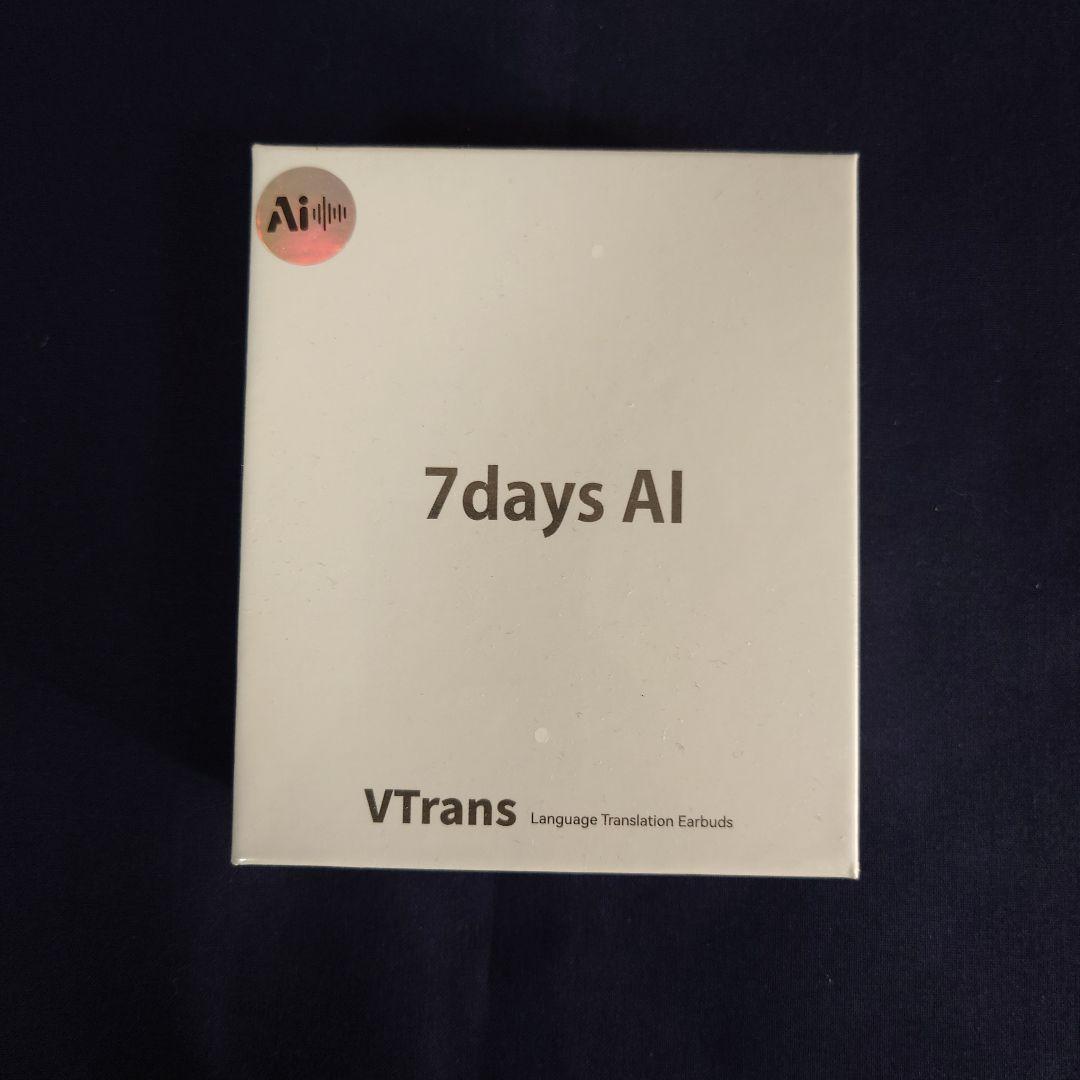 Ai
7days AI
VTrans Language Translation Earbuds